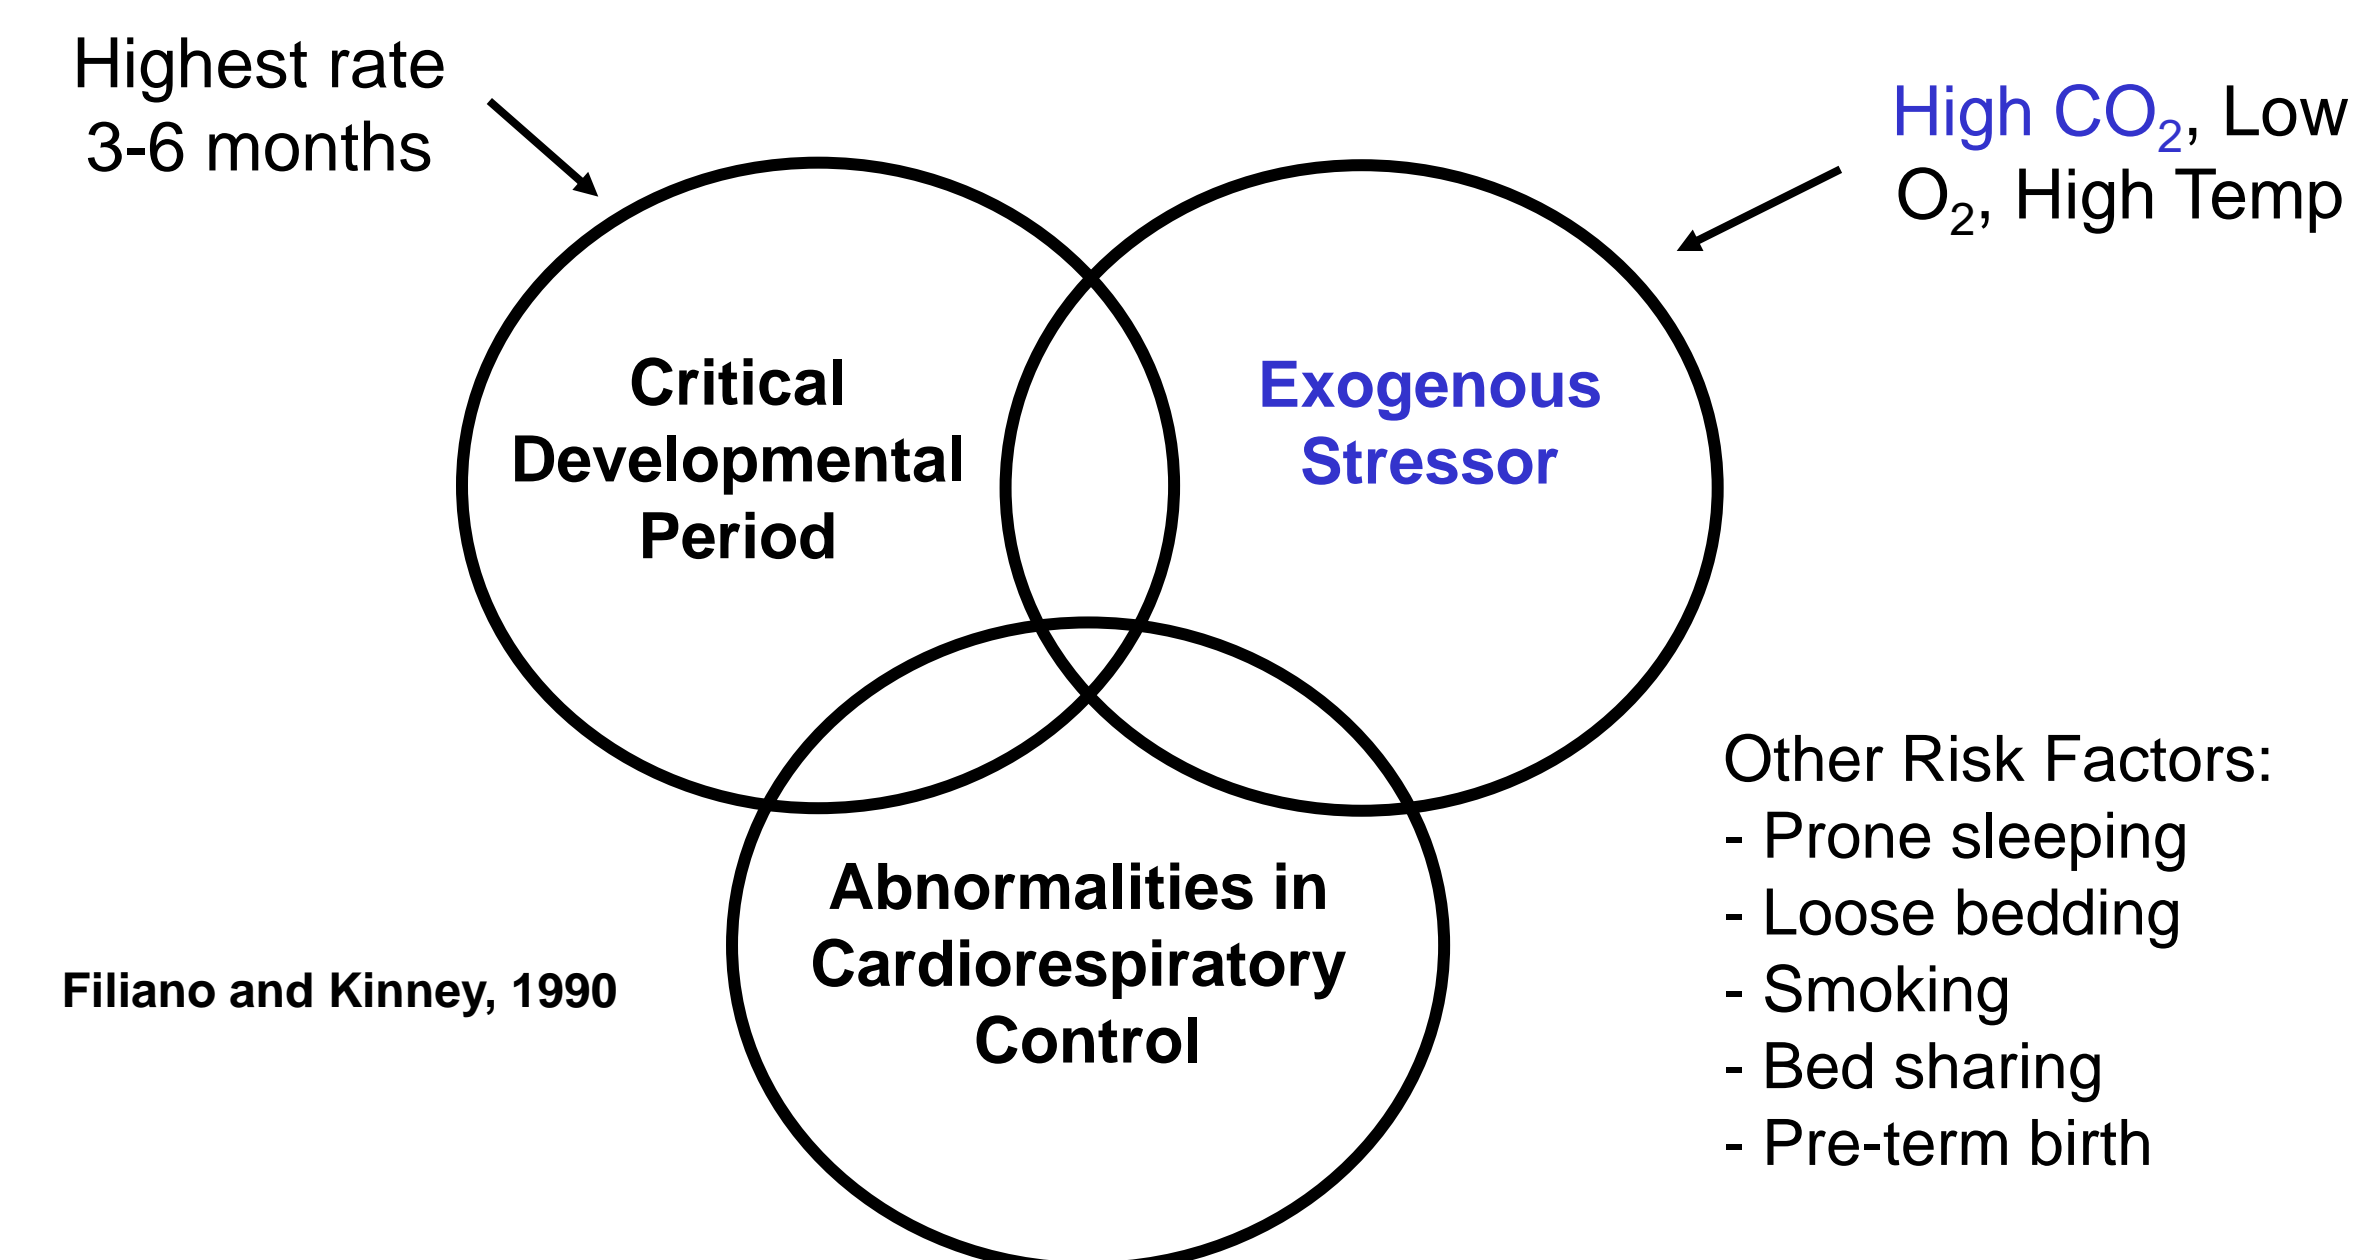 Highest rate
3-6 months
High CO₂, Low
O₂, High Temp
Critical
Developmental
Period
Exogenous
Stressor
Abnormalities in
Cardiorespiratory
Control
Filiano and Kinney, 1990
Other Risk Factors:
- Prone sleeping
- Loose bedding
- Smoking
- Bed sharing
- Pre-term birth